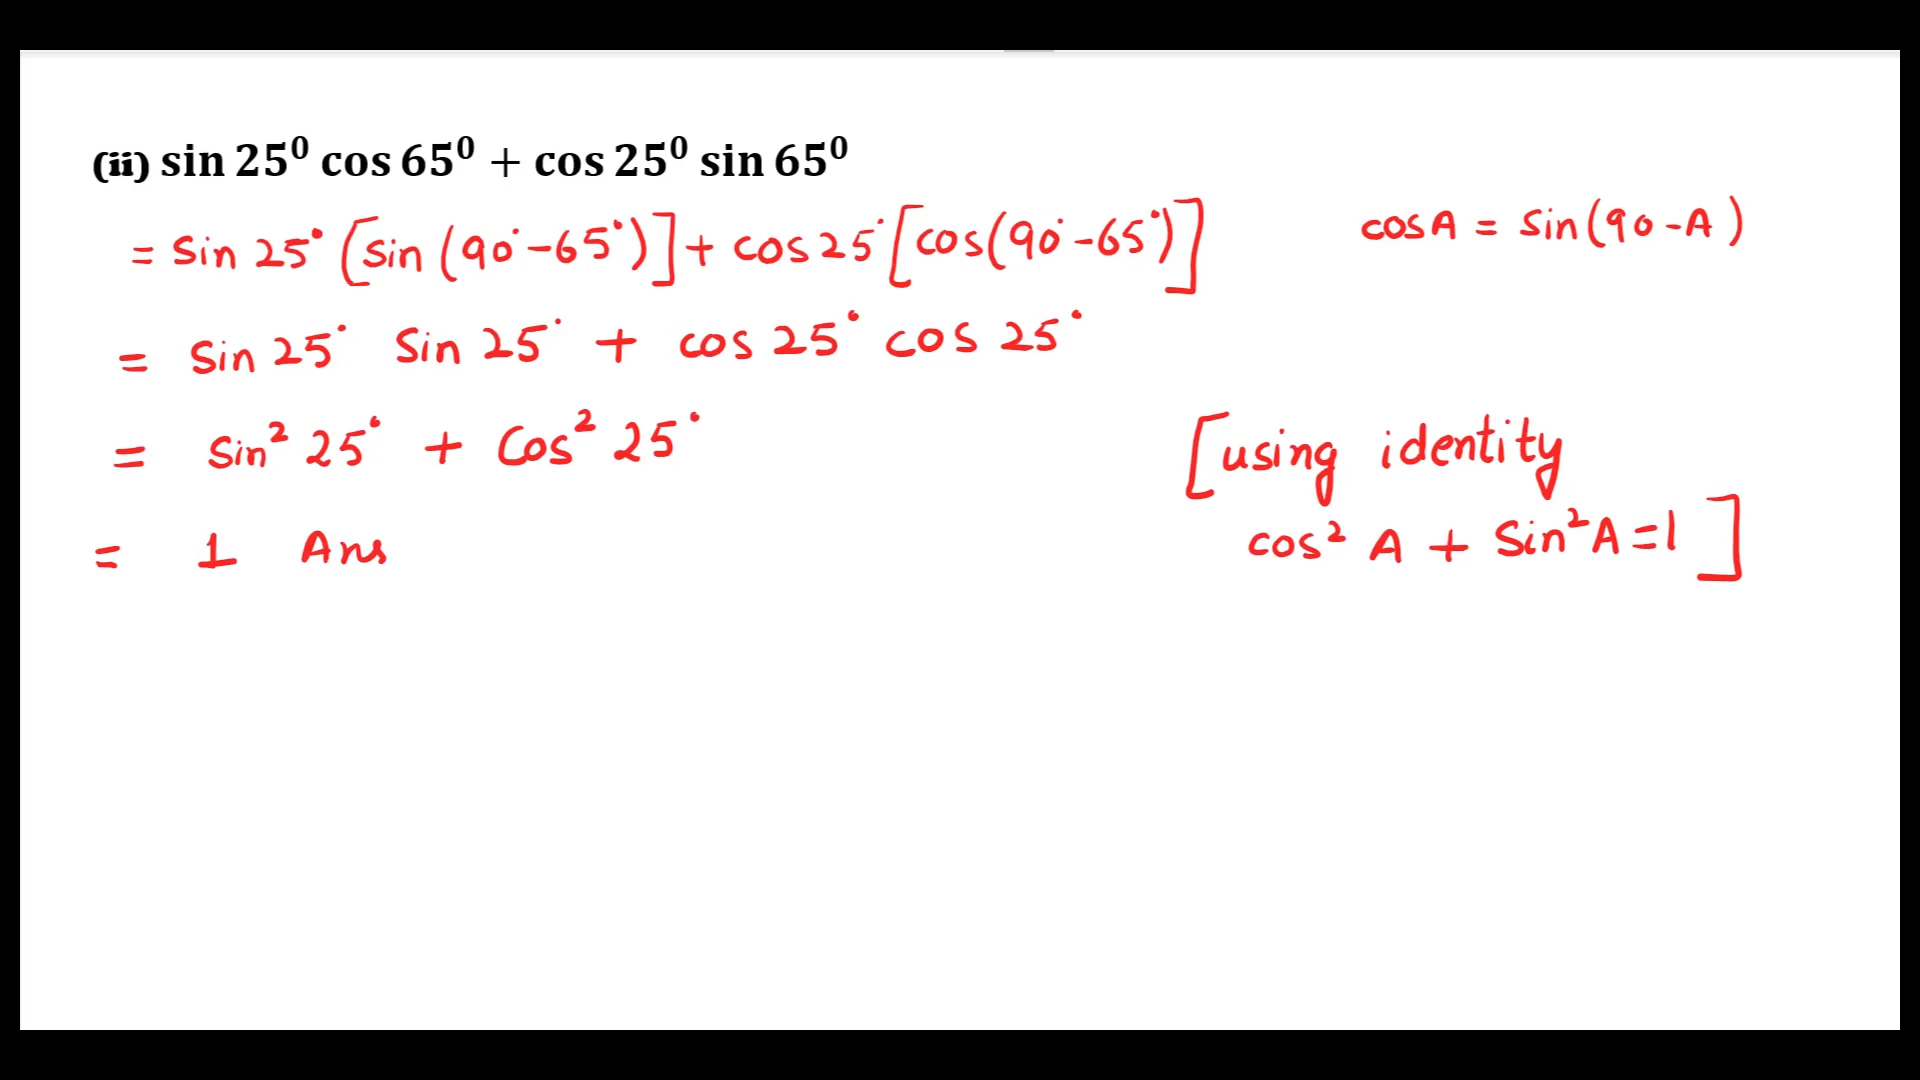 (ii) sin 25⁰ cos 65⁰ + cos 25⁰ sin 65⁰
= sin 25° [sin (90° - 65°)] + cos 25° [cos(90° - 65°)]
cos A = sin(90 - A)
= sin 25° sin 25° + cos 25° cos 25°
= sin² 25° + cos² 25°
[using identity
cos² A + sin² A = 1]
= 1 Ans